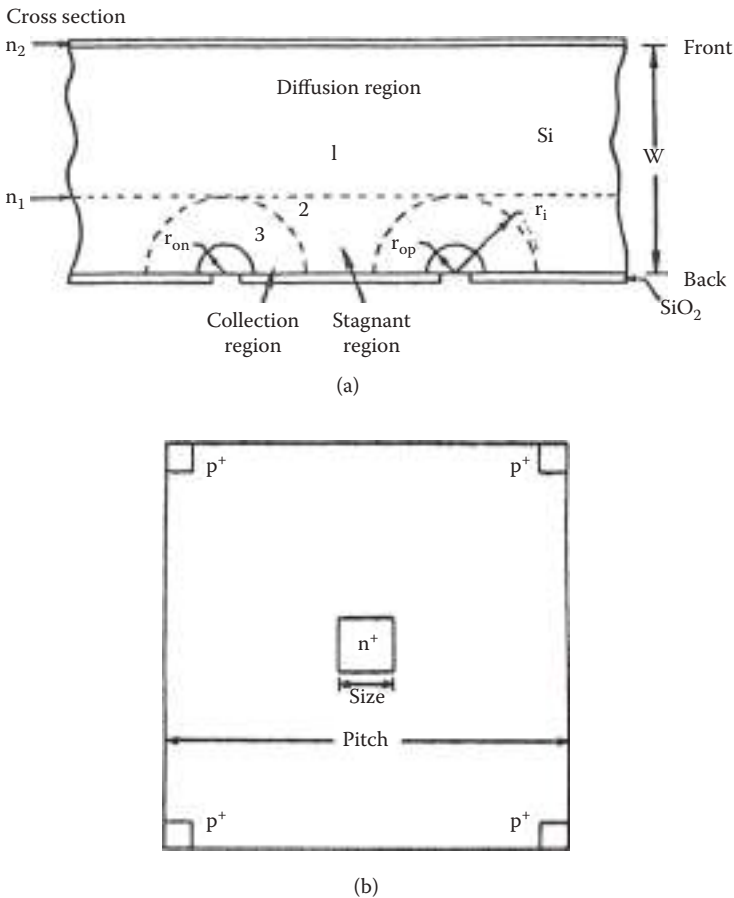 Cross section
n2
Front
Diffusion region
Si
l
W
n1
2
ri
3
ron
rop
Back
SiO2
Collection
region
Stagnant
region
(a)
p+
p+
n+
Size
Pitch
p+
p+
(b)